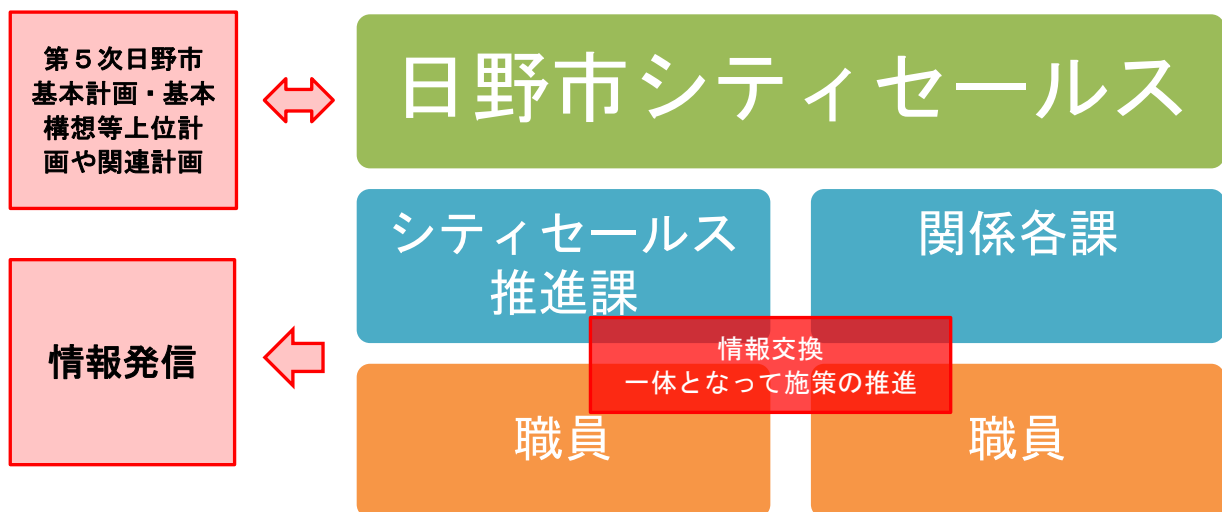 第５次日野市
基本計画・基本
構想等上位計
画や関連計画
日野市シティセールス
シティセールス
推進課
関係各課
情報発信
情報交換
一体となって施策の推進
職員
職員